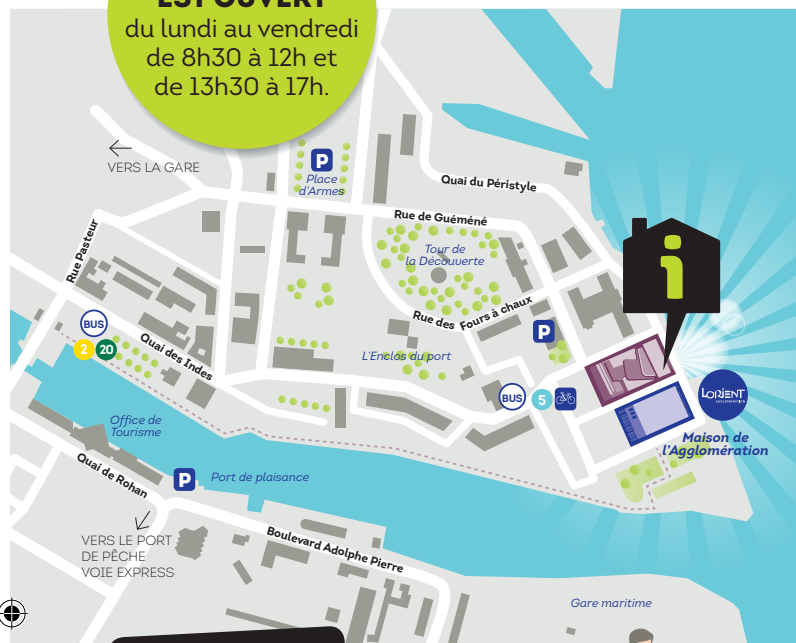 EST OUVERT
du lundi au vendredi
de 8h30 à 12h et
de 13h30 à 17h.
VERS LA GARE
P
Place
d'Armes
Quai du Péristyle
Rue de Guéméné
Rue Pasteur
Tour de
la Découverte
i
Rue des Fours à chaux
BUS
2 20
Quai des Indes
P
L'Enclos du port
BUS
5
LORIENT
AGGLOMÉRATION
Maison de
l'Agglomération
Office de
Tourisme
Quai de Rohan
P
Port de plaisance
VERS LE PORT
DE PÊCHE
VOIE EXPRESS
Boulevard Adolphe Pierre
Gare maritime